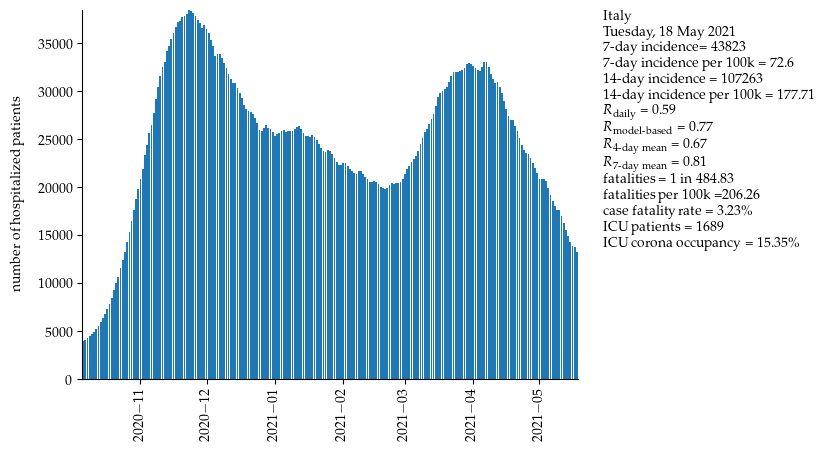 number of hospitalized patients
35000
30000
25000
20000
15000
10000
5000
0
2020−11
2020−12
2021−01
2021−02
2021−03
2021−04
2021−05
Italy
Tuesday, 18 May 2021
7-day incidence= 43823
7-day incidence per 100k = 72.6
14-day incidence = 107263
14-day incidence per 100k = 177.71
R daily = 0.59
R model-based = 0.77
R 4-day mean = 0.67
R 7-day mean = 0.81
fatalities = 1 in 484.83
fatalities per 100k =206.26
case fatality rate = 3.23%
ICU patients = 1689
ICU corona occupancy = 15.35%